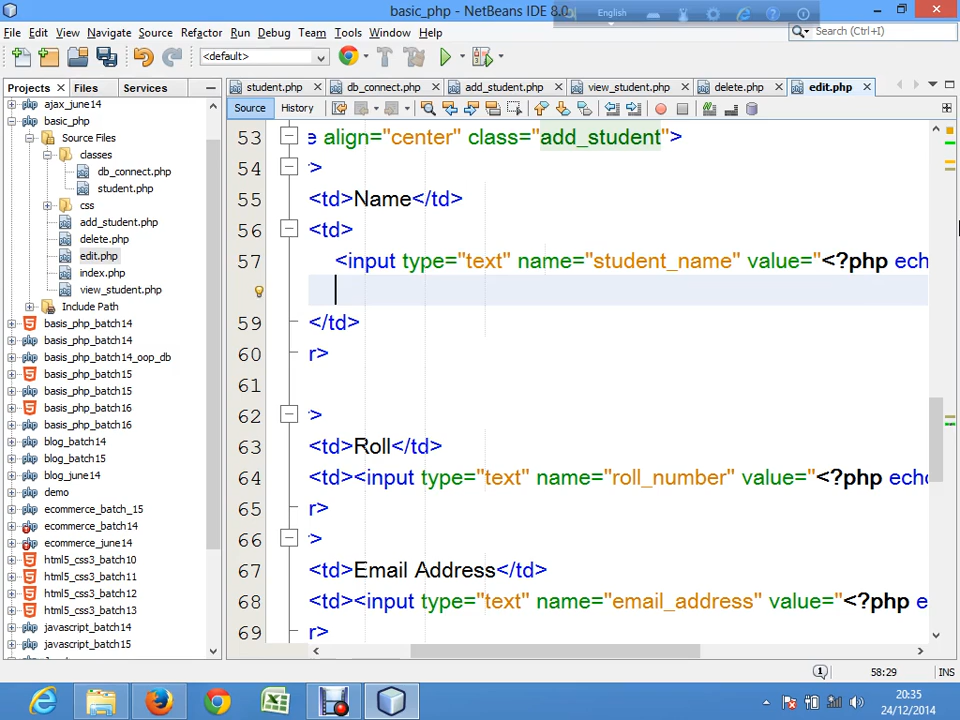 basic_php - NetBeans IDE 8.0
English
File Edit View Navigate Source Refactor Run Debug Team Tools Window Help
Search (Ctrl+I)
<default>
Projects Files Services
student.php db_connect.php add_student.php view_student.php delete.php edit.php
Source History
ajax_june14
basic_php
Source Files
classes
db_connect.php
student.php
css
add_student.php
delete.php
edit.php
index.php
view_student.php
Include Path
basis_php_batch14
basis_php_batch14
basis_php_batch14_oop_db
basis_php_batch15
basis_php_batch15
basis_php_batch16
basis_php_batch16
blog_batch14
blog_batch15
blog_june14
demo
ecommerce_batch_15
ecommerce_batch14
ecommerce_june14
html5_css3_batch10
html5_css3_batch11
html5_css3_batch12
html5_css3_batch13
javascript_batch14
javascript_batch15
53 e align="center" class="add_student">
54 >
55 <td>Name</td>
56 <td>
57 <input type="text" name="student_name" value="<?php ech
59 </td>
60 r>
61
62 >
63 <td>Roll</td>
64 <td><input type="text" name="roll_number" value="<?php echo
65 r>
66 >
67 <td>Email Address</td>
68 <td><input type="text" name="email_address" value="<?php e
69 r>
58:29 INS
20:35
24/12/2014